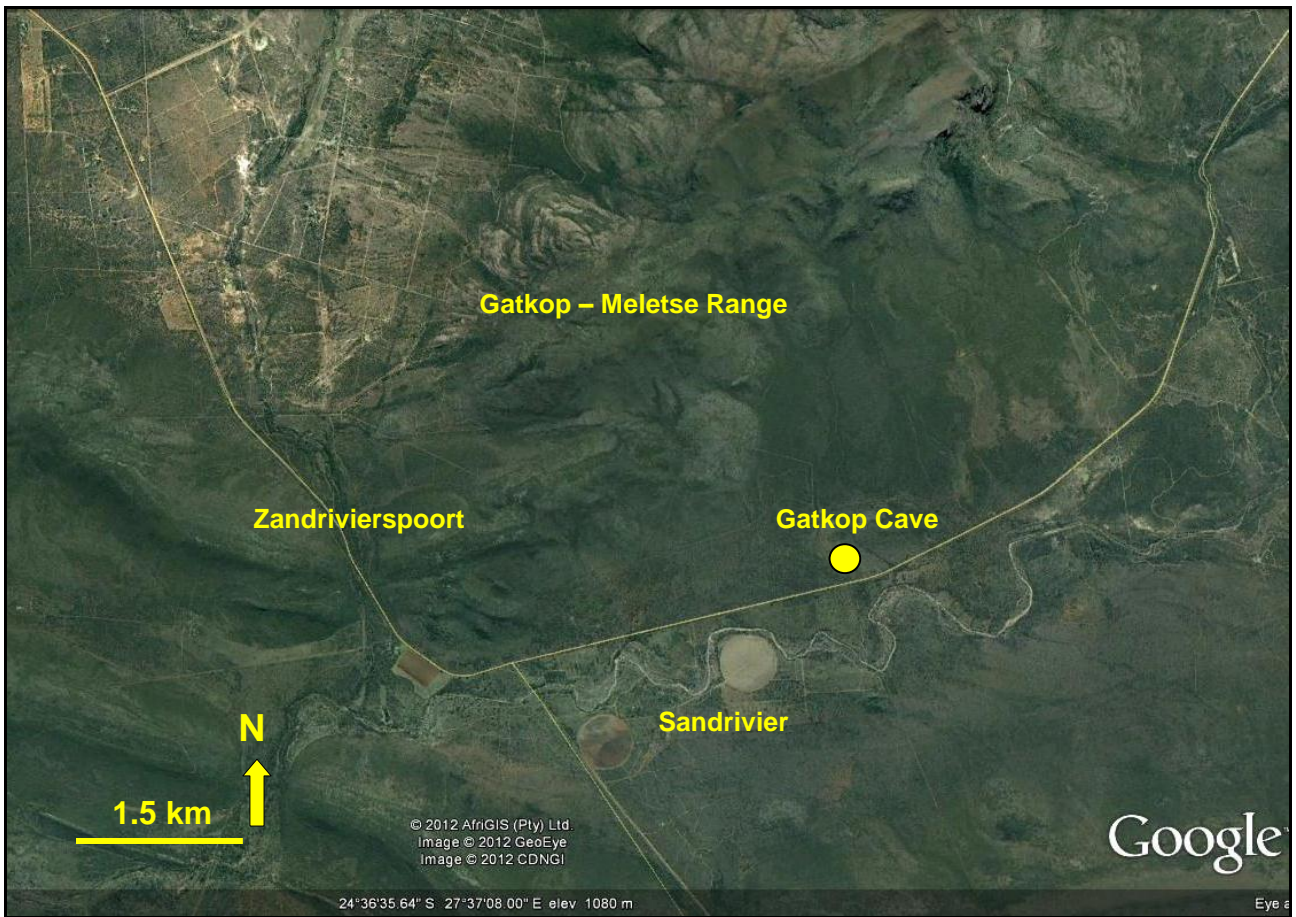 Gatkop – Meletse Range
Zandrivierspoort
Gatkop Cave
Sandrivier
N
1.5 km
© 2012 AfriGIS (Pty) Ltd.
Image © 2012 GeoEye
Image © 2012 CDNGI
Google
24°36'35.64" S 27°37'08.00" E elev 1080 m
Eye a